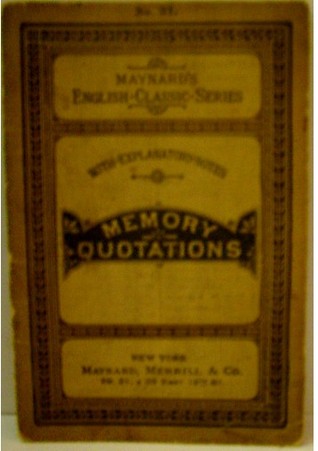 MAYNARD'S
ENGLISH-CLASSIC-SERIES
WITH-EXPLANATORY-NOTES
MEMORY
QUOTATIONS
NEW YORK
MAYNARD, MERRILL & CO.